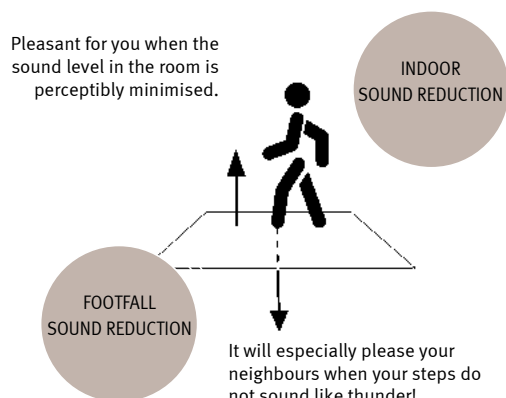 Pleasant for you when the
sound level in the room is
perceptibly minimised.
INDOOR
SOUND REDUCTION
FOOTFALL
SOUND REDUCTION
It will especially please your
neighbours when your steps do
not sound like thunder!